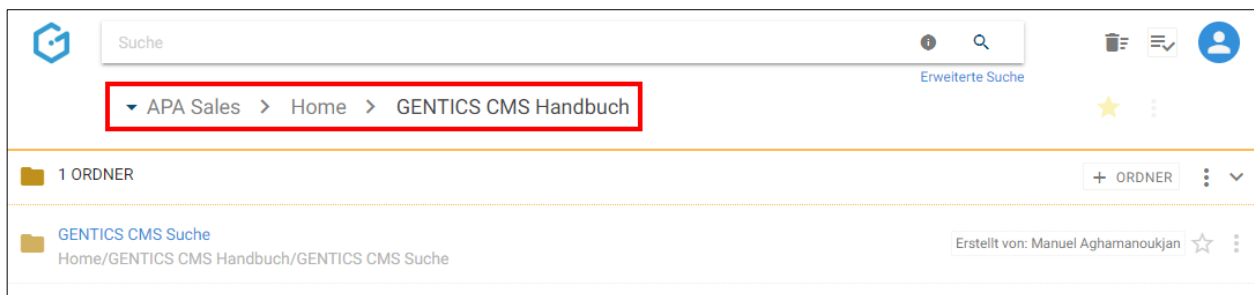 Suche
Erweiterte Suche
APA Sales > Home > GENTICS CMS Handbuch
1 ORDNER
+ ORDNER
GENTICS CMS Suche
Erstellt von: Manuel Aghamanoukjan
Home/GENTICS CMS Handbuch/GENTICS CMS Suche